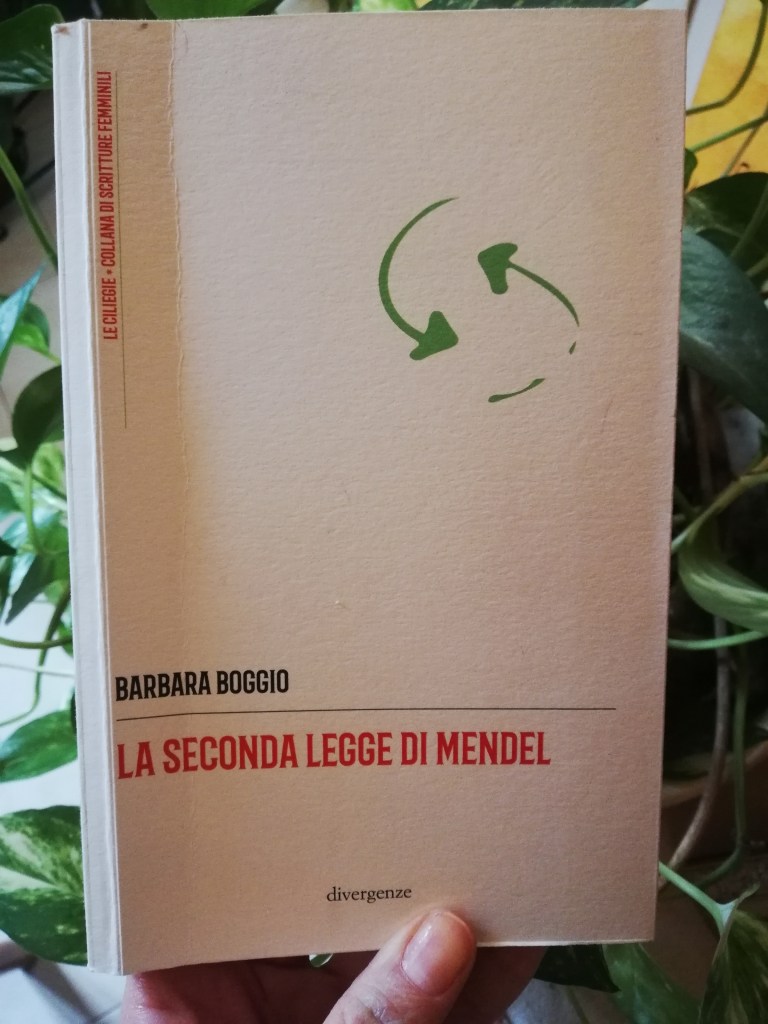 LE CILIEGIE • COLLANA DI SCRITTURE FEMMINILI
BARBARA BOGGIO
LA SECONDA LEGGE DI MENDEL
divergenze